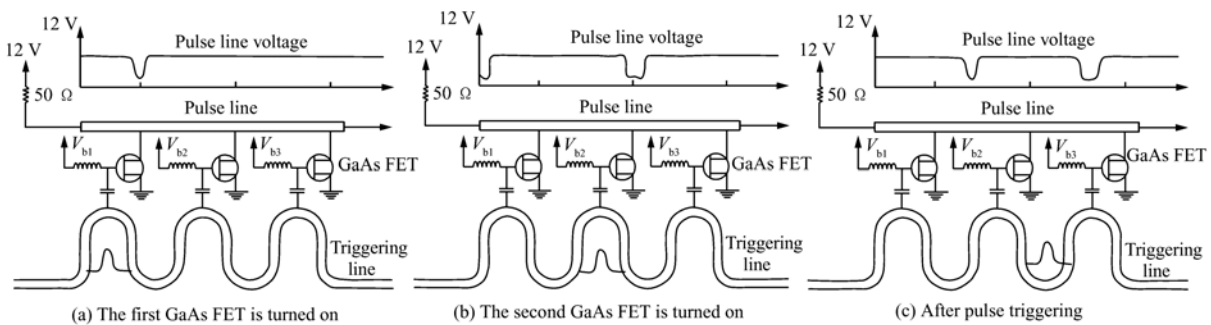 12 V
12 V
Pulse line voltage
50 Ω
Pulse line
Vb1
Vb2
Vb3
GaAs FET
Triggering
line
(a) The first GaAs FET is turned on
12 V
12 V
Pulse line voltage
50 Ω
Pulse line
Vb1
Vb2
Vb3
GaAs FET
Triggering
line
(b) The second GaAs FET is turned on
12 V
12 V
Pulse line voltage
50 Ω
Pulse line
Vb1
Vb2
Vb3
GaAs FET
Triggering
line
(c) After pulse triggering